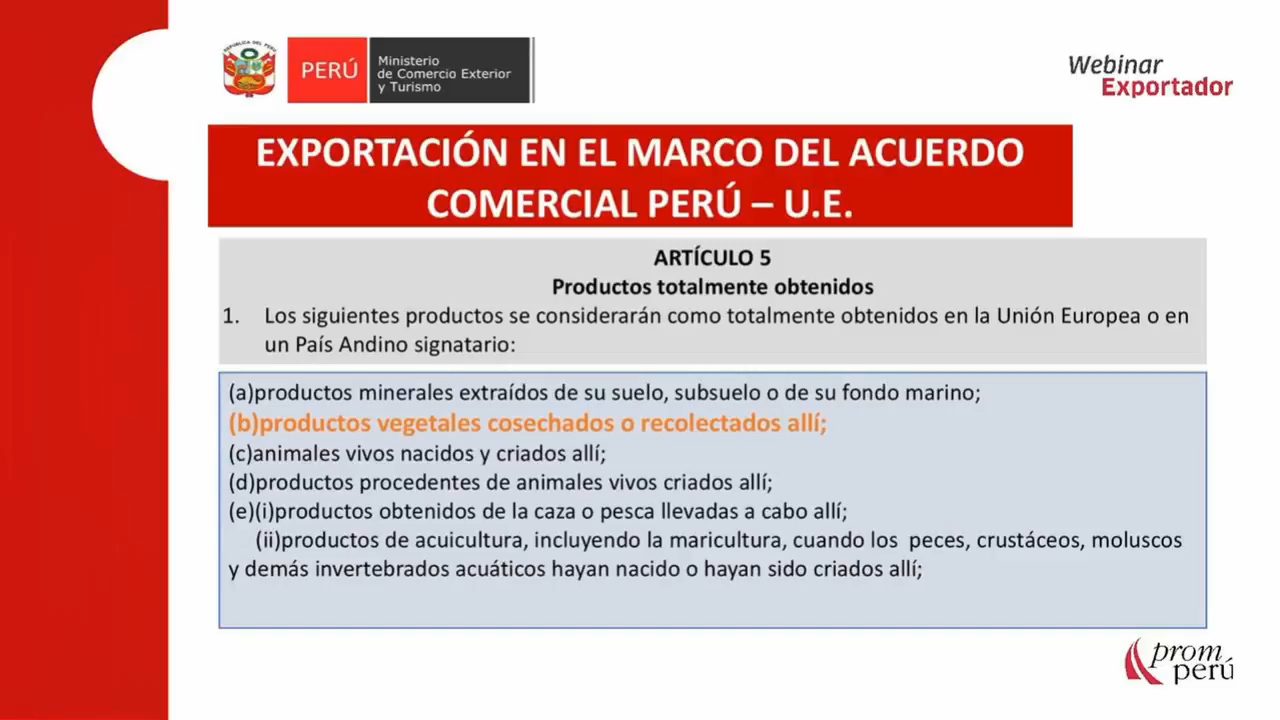 REPÚBLICA DEL PERÚ
PERÚ
Ministerio
de Comercio Exterior
y Turismo
Webinar
Exportador
EXPORTACIÓN EN EL MARCO DEL ACUERDO
COMERCIAL PERÚ – U.E.
ARTÍCULO 5
Productos totalmente obtenidos
1. Los siguientes productos se considerarán como totalmente obtenidos en la Unión Europea o en
un País Andino signatario:
(a)productos minerales extraídos de su suelo, subsuelo o de su fondo marino;
(b)productos vegetales cosechados o recolectados allí;
(c)animales vivos nacidos y criados allí;
(d)productos procedentes de animales vivos criados allí;
(e)(i)productos obtenidos de la caza o pesca llevadas a cabo allí;
(ii)productos de acuicultura, incluyendo la maricultura, cuando los peces, crustáceos, moluscos
y demás invertebrados acuáticos hayan nacido o hayan sido criados allí;
prom
perú